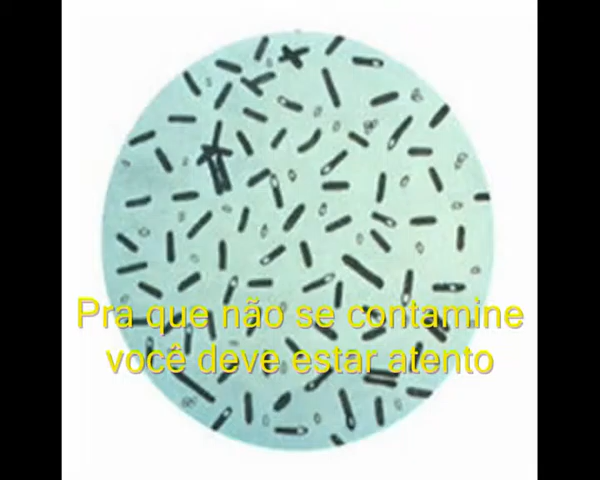 Pra que não se contamine
você deve estar atento